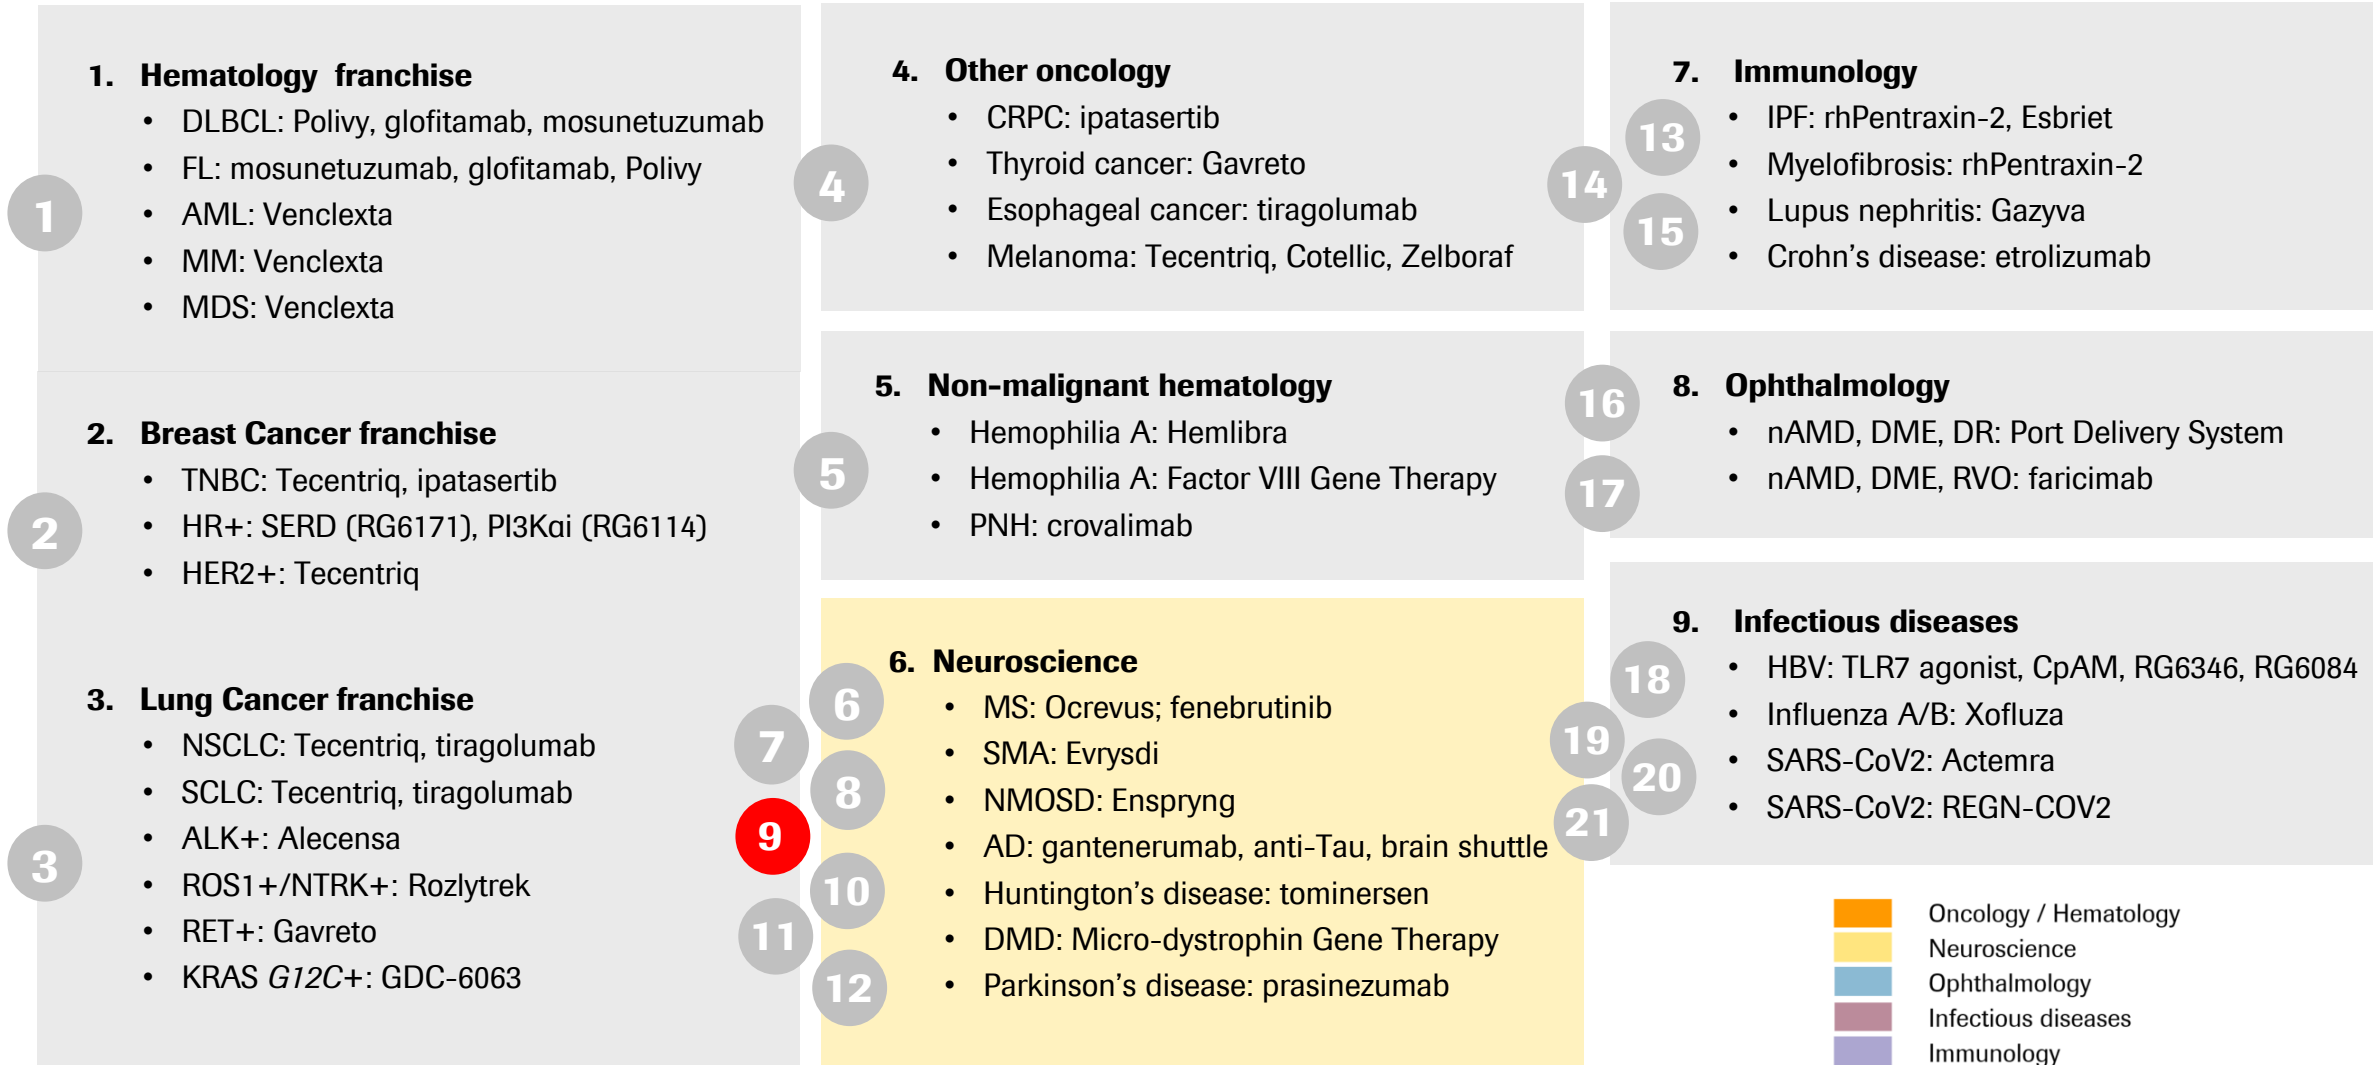 1. Hematology franchise
• DLBCL: Polivy, glofitamab, mosunetuzumab
• FL: mosunetuzumab, glofitamab, Polivy
• AML: Venclexta
• MM: Venclexta
• MDS: Venclexta
1
2. Breast Cancer franchise
• TNBC: Tecentriq, ipatasertib
• HR+: SERD (RG6171), PI3Kαi (RG6114)
• HER2+: Tecentriq
2
3. Lung Cancer franchise
• NSCLC: Tecentriq, tiragolumab
• SCLC: Tecentriq, tiragolumab
• ALK+: Alecensa
• ROS1+/NTRK+: Rozlytrek
• RET+: Gavreto
• KRAS G12C+: GDC-6063
3
4. Other oncology
• CRPC: ipatasertib
• Thyroid cancer: Gavreto
• Esophageal cancer: tiragolumab
• Melanoma: Tecentriq, Cotellic, Zelboraf
4
5. Non-malignant hematology
• Hemophilia A: Hemlibra
• Hemophilia A: Factor VIII Gene Therapy
• PNH: crovalimab
5
6. Neuroscience
• MS: Ocrevus; fenebrutinib
• SMA: Evrysdi
• NMOSD: Enspryng
• AD: gantenerumab, anti-Tau, brain shuttle
• Huntington's disease: tominersen
• DMD: Micro-dystrophin Gene Therapy
• Parkinson's disease: prasinezumab
6
7
8
9
10
11
12
7. Immunology
• IPF: rhPentraxin-2, Esbriet
• Myelofibrosis: rhPentraxin-2
• Lupus nephritis: Gazyva
• Crohn's disease: etrolizumab
13
14
15
8. Ophthalmology
• nAMD, DME, DR: Port Delivery System
• nAMD, DME, RVO: faricimab
16
17
9. Infectious diseases
• HBV: TLR7 agonist, CpAM, RG6346, RG6084
• Influenza A/B: Xofluza
• SARS-CoV2: Actemra
• SARS-CoV2: REGN-COV2
18
19
20
21
Oncology / Hematology
Neuroscience
Ophthalmology
Infectious diseases
Immunology